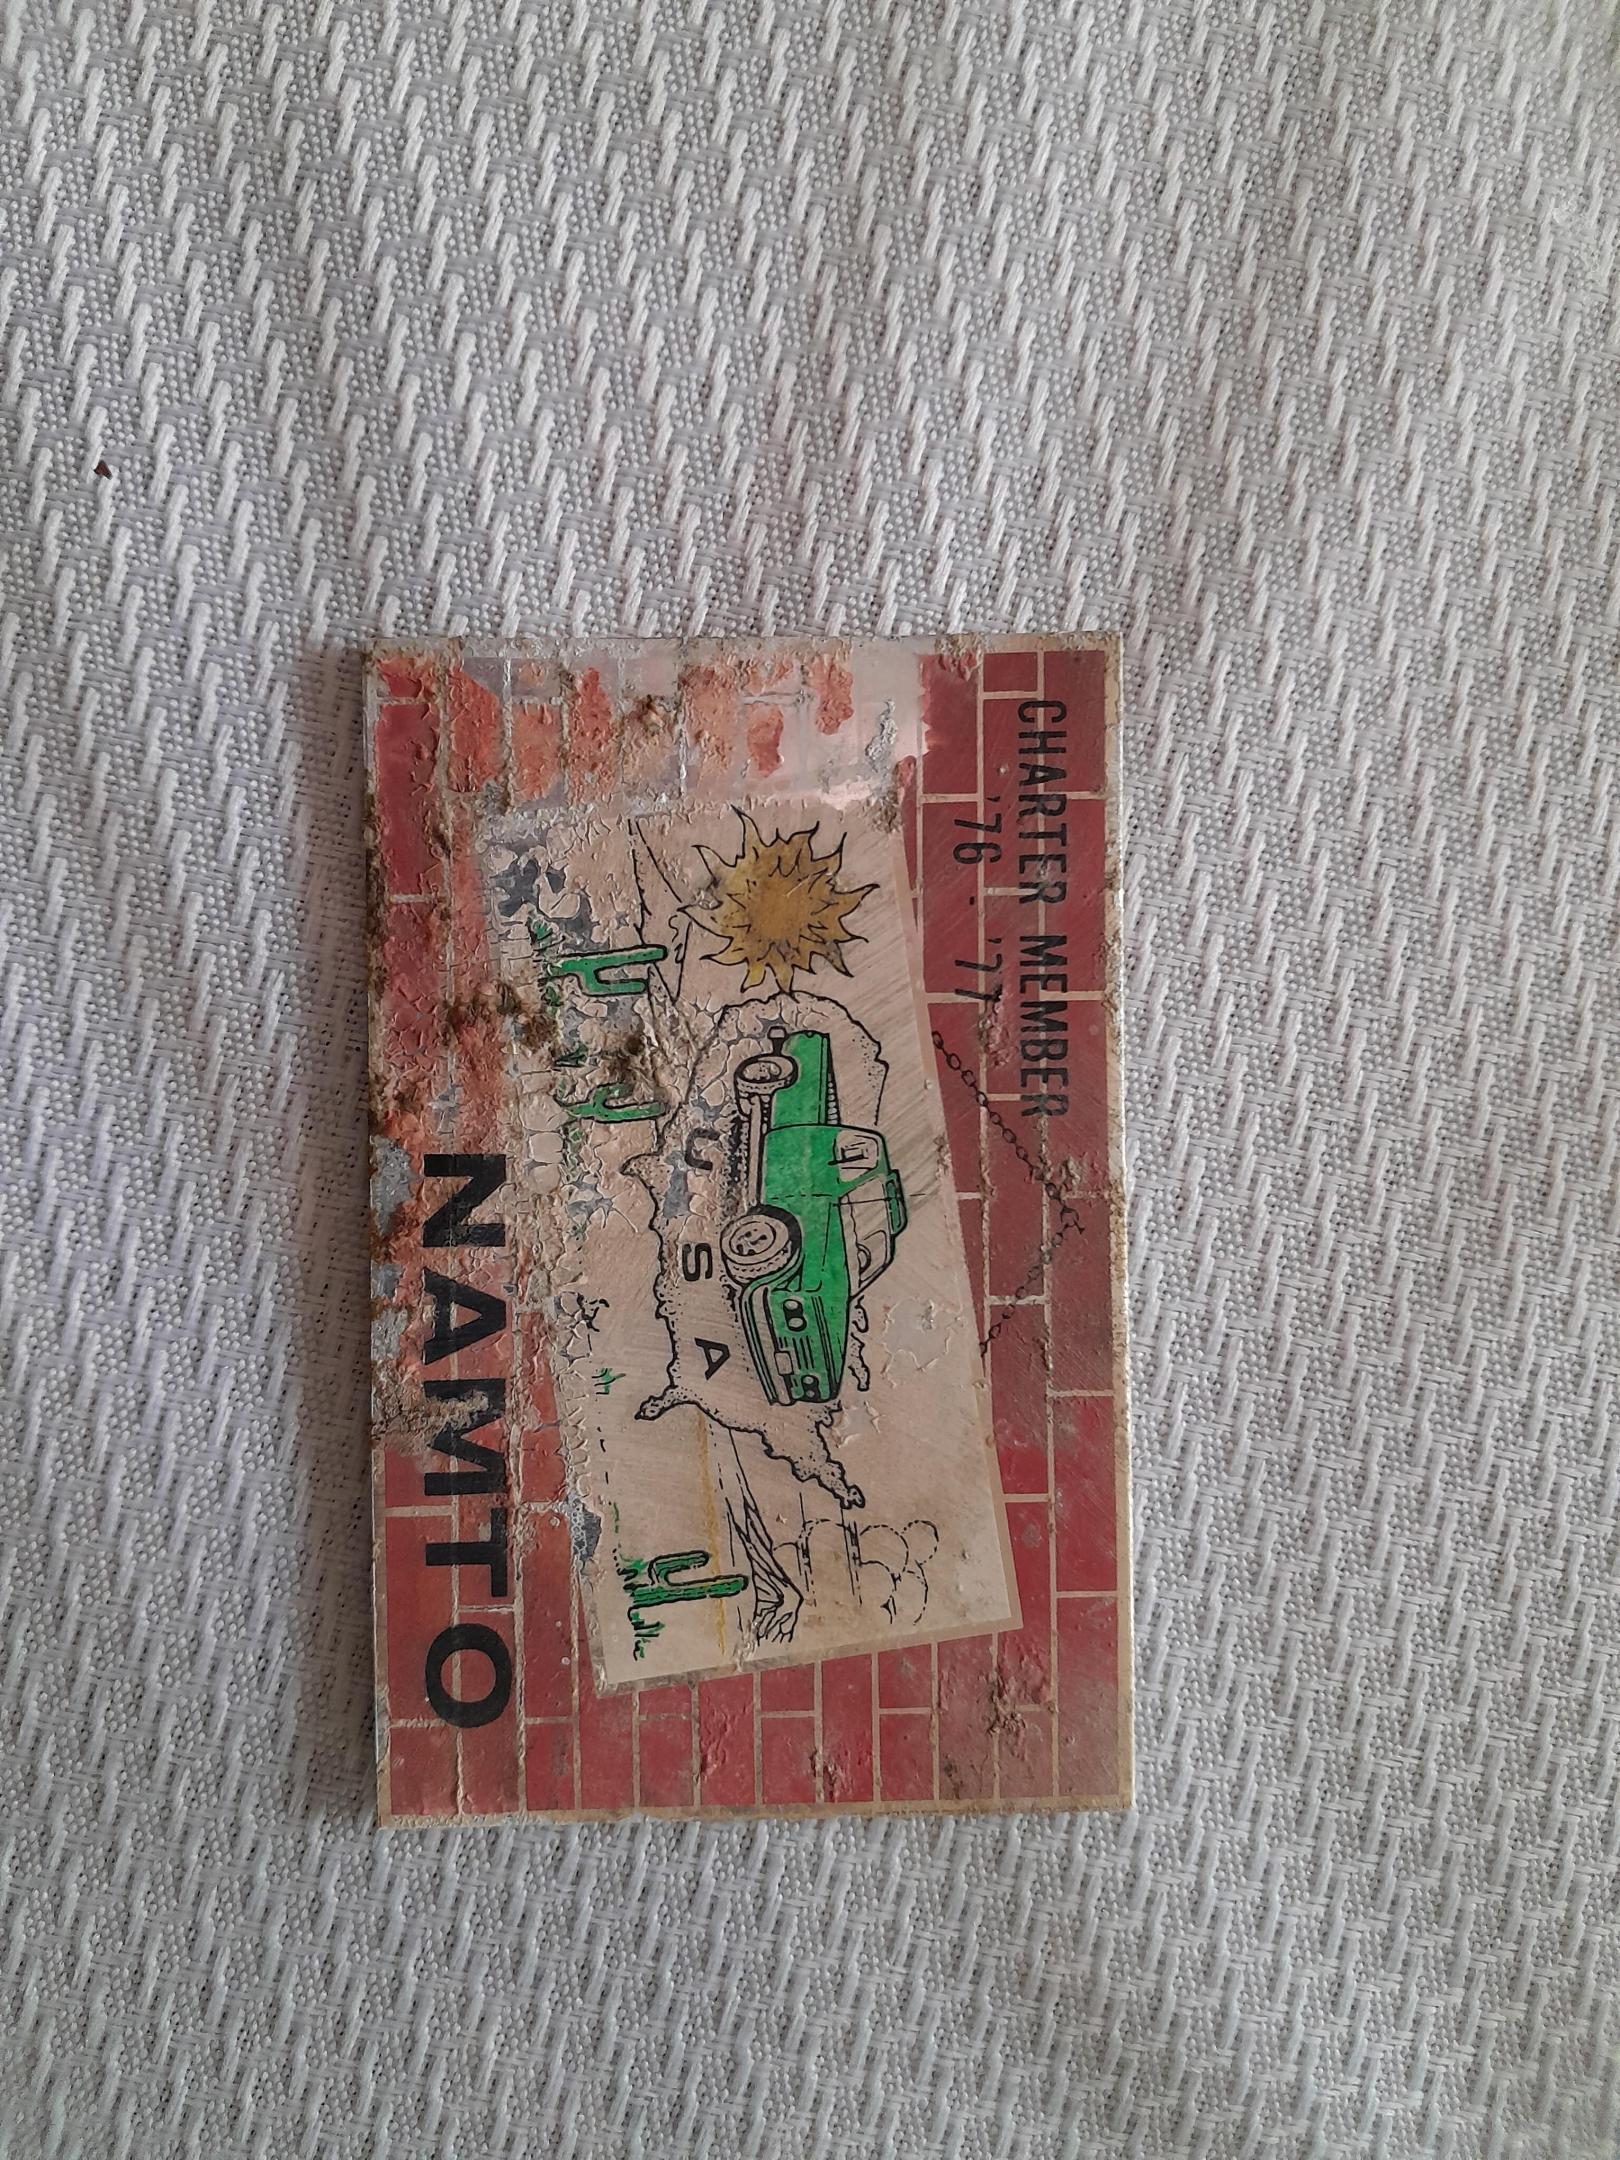 CHARTER MEMBER
'76 '77
U S A
NAMTO